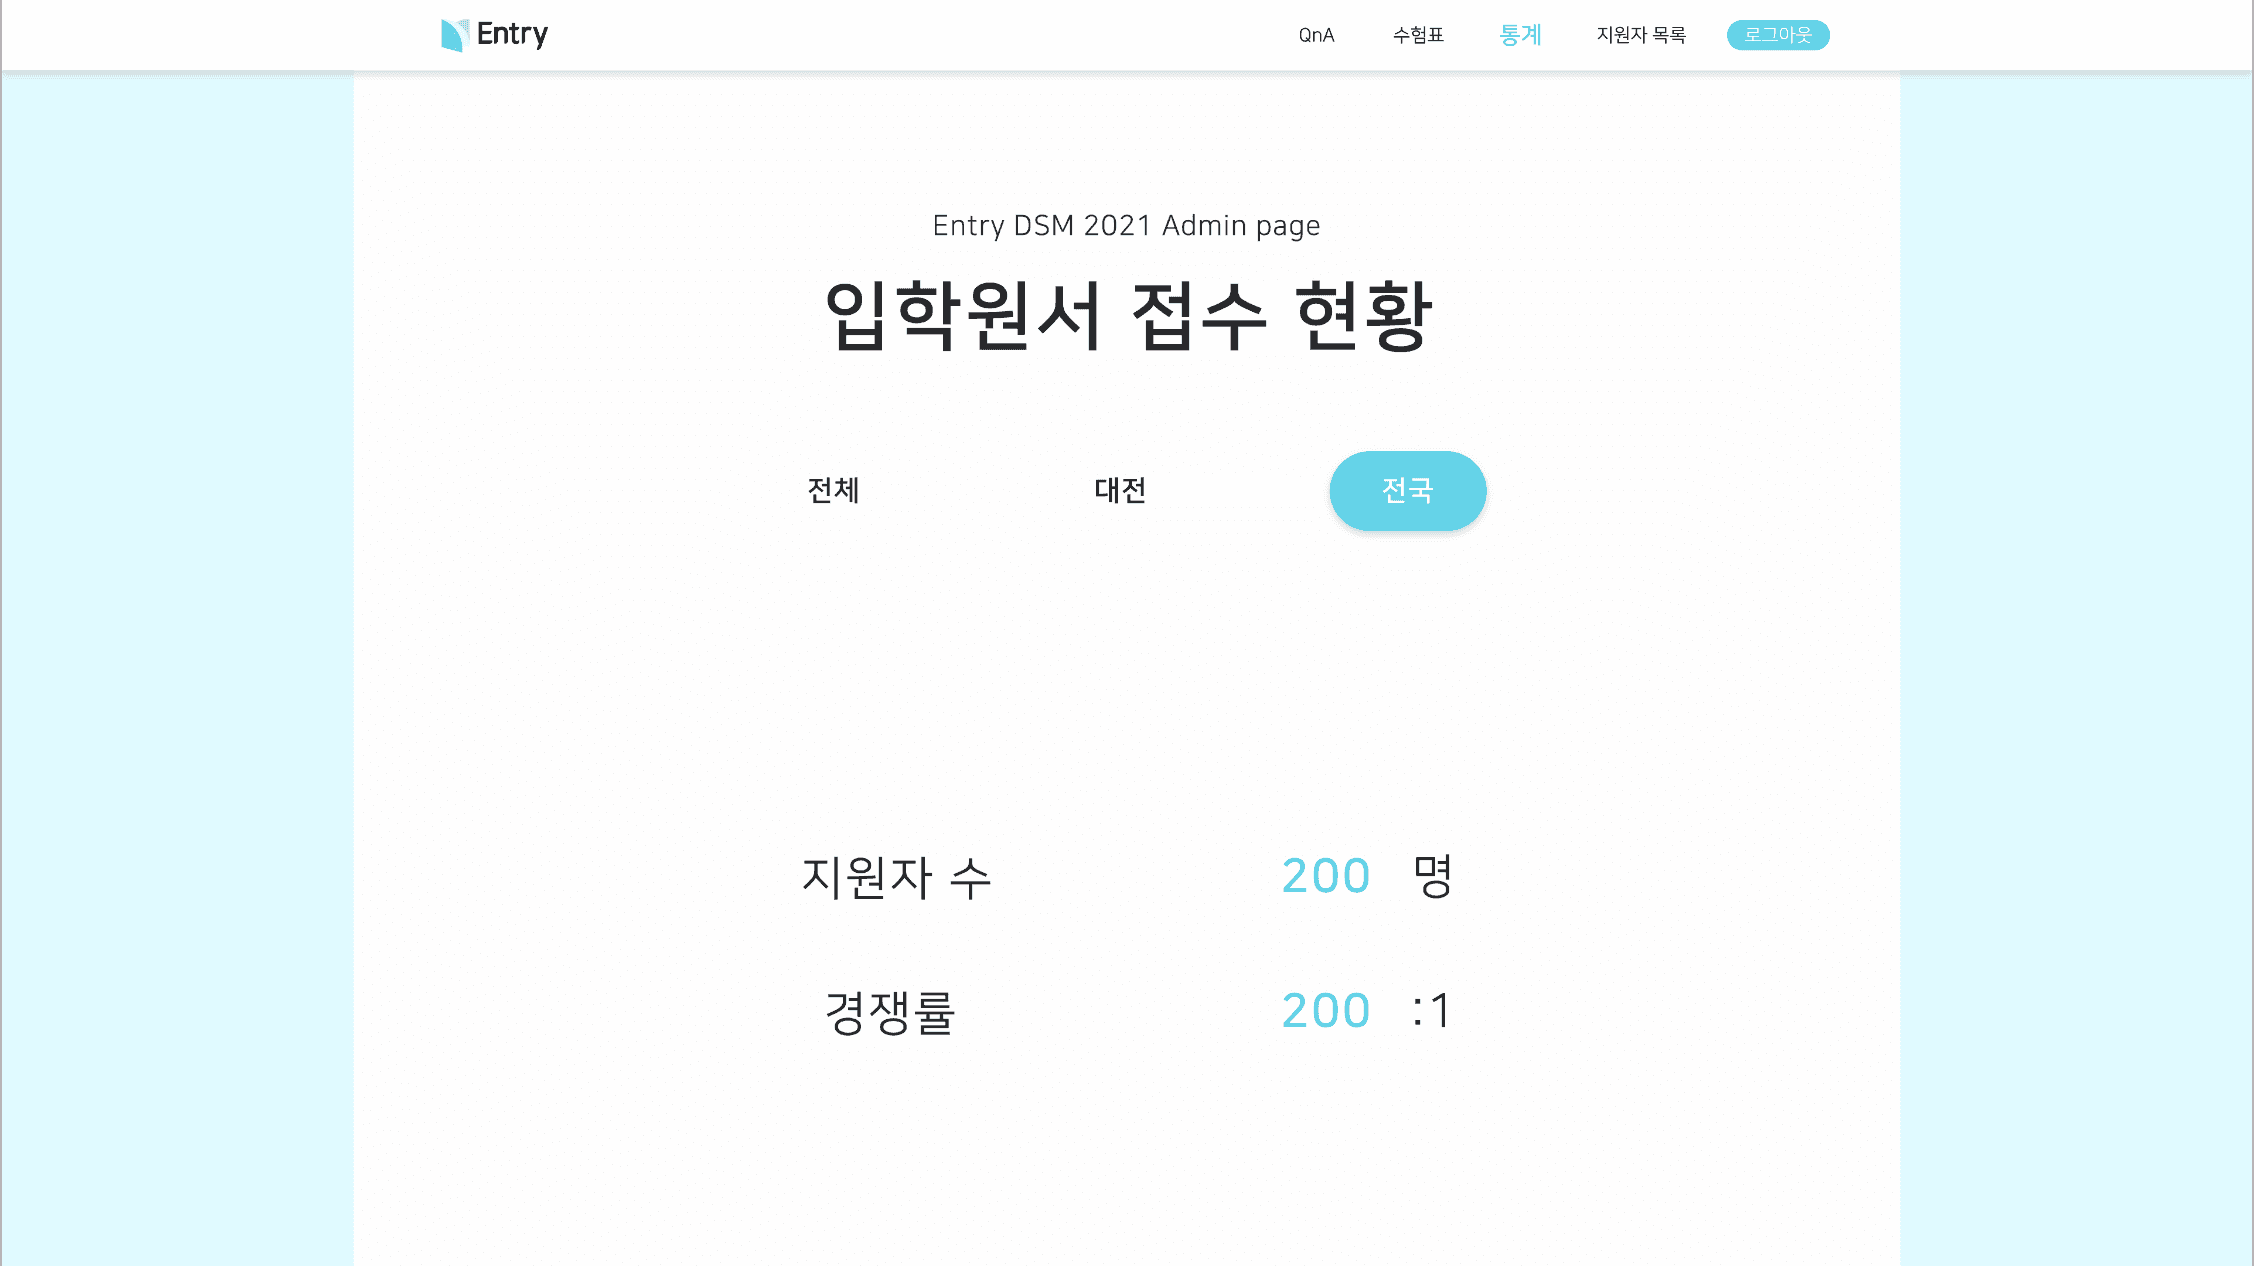 Entry QnA 수험표 통계 지원자 목록 로그아웃
Entry DSM 2021 Admin page
입학원서 접수 현황
전체 대전 전국
지원자 수 200 명
경쟁률 200 :1